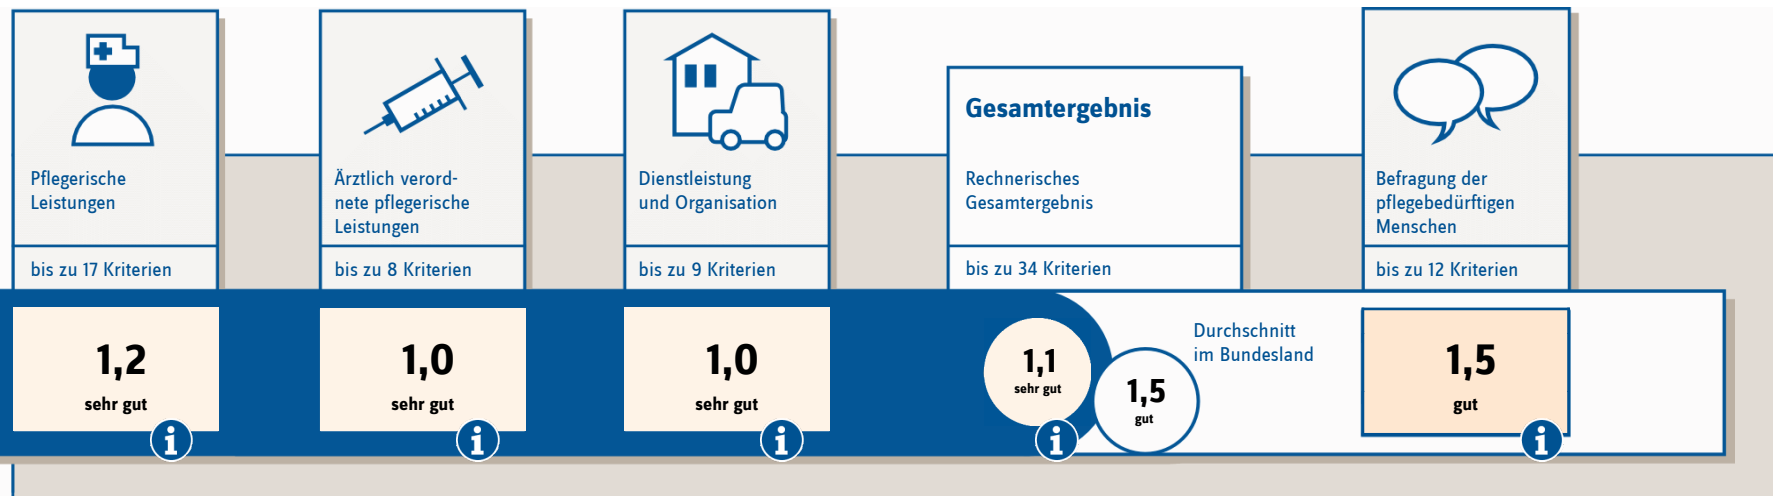 Pflegerische
Leistungen
bis zu 17 Kriterien
1,2
sehr gut
i
Ärztlich verord-
nete pflegerische
Leistungen
bis zu 8 Kriterien
1,0
sehr gut
i
Dienstleistung
und Organisation
bis zu 9 Kriterien
1,0
sehr gut
i
Gesamtergebnis
Rechnerisches
Gesamtergebnis
bis zu 34 Kriterien
1,1
sehr gut
i
1,5
gut
Durchschnitt
im Bundesland
Befragung der
pflegebedürftigen
Menschen
bis zu 12 Kriterien
1,5
gut
i